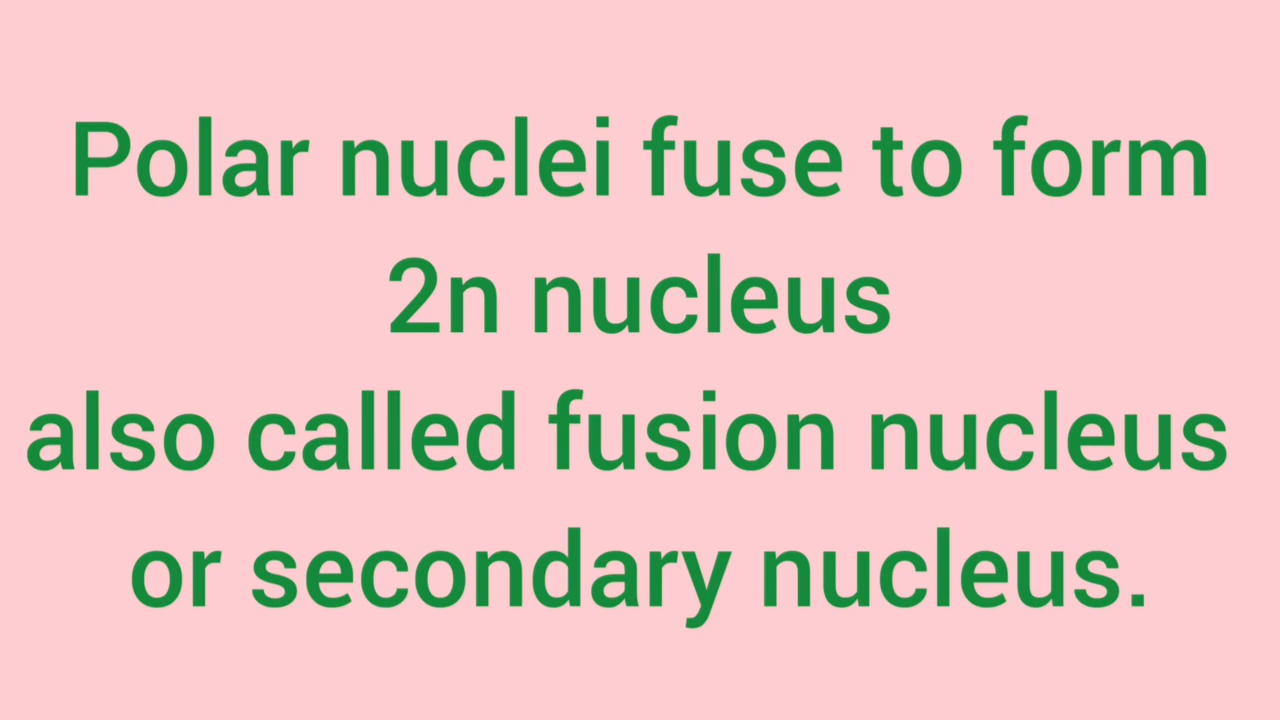 Polar nuclei fuse to form
2n nucleus
also called fusion nucleus
or secondary nucleus.